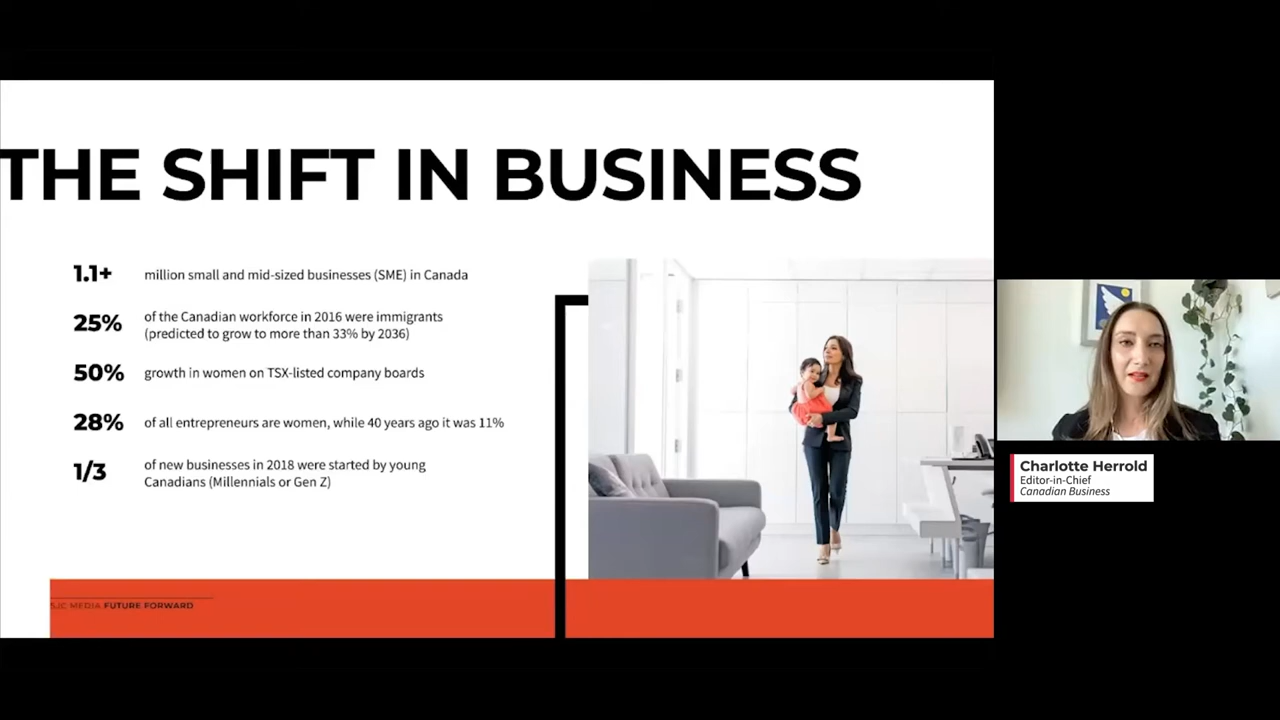 THE SHIFT IN BUSINESS
1.1+
million small and mid-sized businesses (SME) in Canada
25%
of the Canadian workforce in 2016 were immigrants
(predicted to grow to more than 33% by 2036)
50%
growth in women on TSX-listed company boards
28%
of all entrepreneurs are women, while 40 years ago it was 11%
1/3
of new businesses in 2018 were started by young
Canadians (Millennials or Gen Z)
SJC MEDIA FUTURE FORWARD
Charlotte Herrold
Editor-in-Chief
Canadian Business